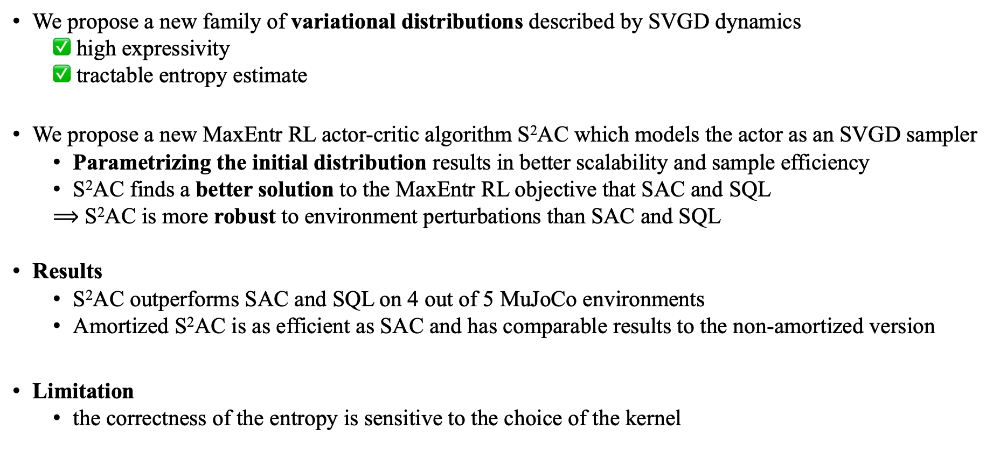 • We propose a new family of variational distributions described by SVGD dynamics
✅ high expressivity
✅ tractable entropy estimate
• We propose a new MaxEntr RL actor-critic algorithm S²AC which models the actor as an SVGD sampler
• Parametrizing the initial distribution results in better scalability and sample efficiency
• S²AC finds a better solution to the MaxEntr RL objective that SAC and SQL
⟹ S²AC is more robust to environment perturbations than SAC and SQL
• Results
• S²AC outperforms SAC and SQL on 4 out of 5 MuJoCo environments
• Amortized S²AC is as efficient as SAC and has comparable results to the non-amortized version
• Limitation
• the correctness of the entropy is sensitive to the choice of the kernel